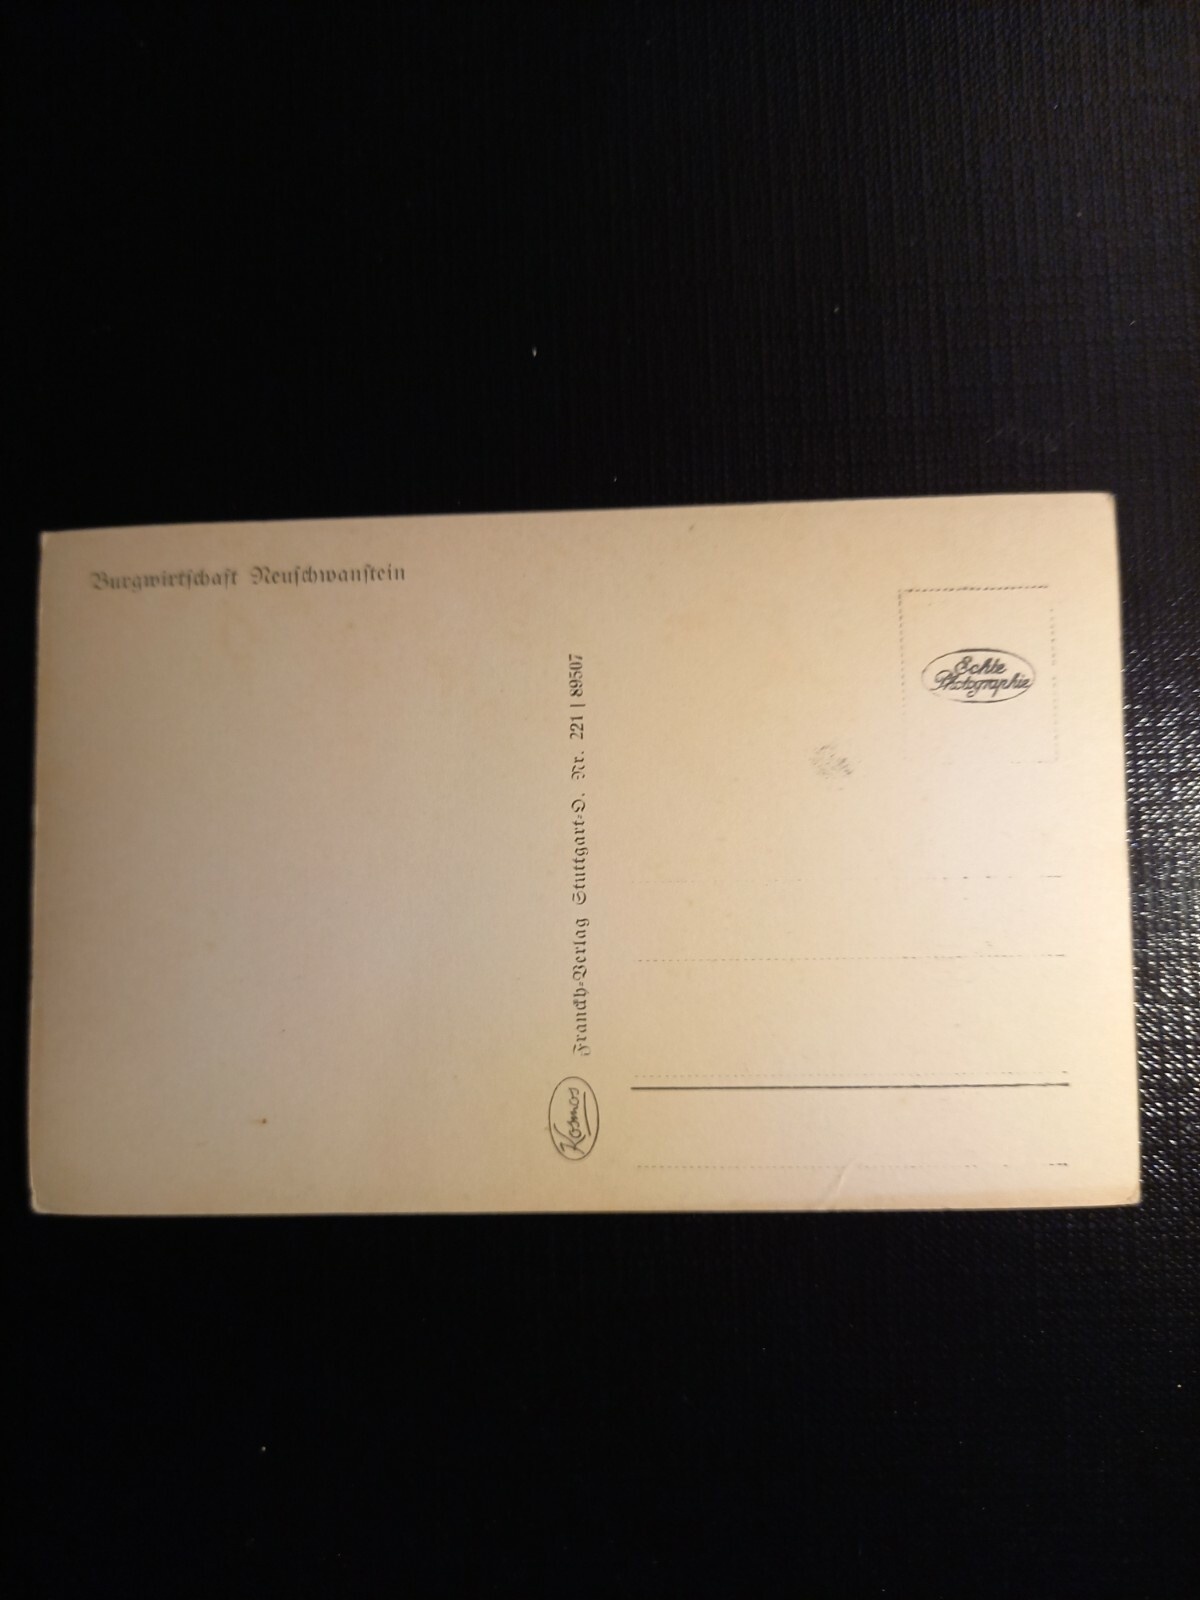 Burgwirtschaft Neuschwanstein
Echte
Photographie
Kosmos
Franckh-Verlag Stuttgart-O. Nr. 221 | 89507